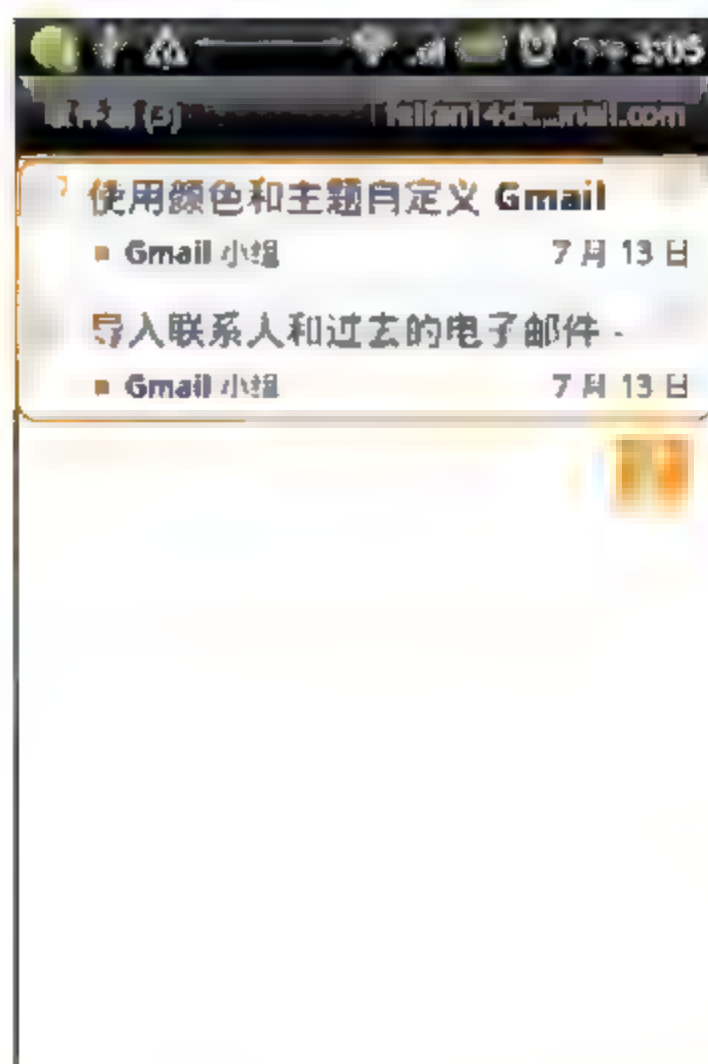 3:05
使用颜色和主题自定义 Gmail
Gmail 小组
7 月 13 日
导入联系人和过去的电子邮件 -
Gmail 小组
7 月 13 日